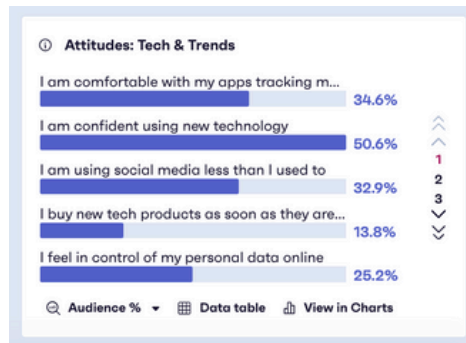 Attitudes: Tech & Trends
I am comfortable with my apps tracking m...
34.6%
I am confident using new technology
50.6%
I am using social media less than I used to
32.9%
I buy new tech products as soon as they are...
13.8%
I feel in control of my personal data online
25.2%
1
2
3
Audience % Data table View in Charts